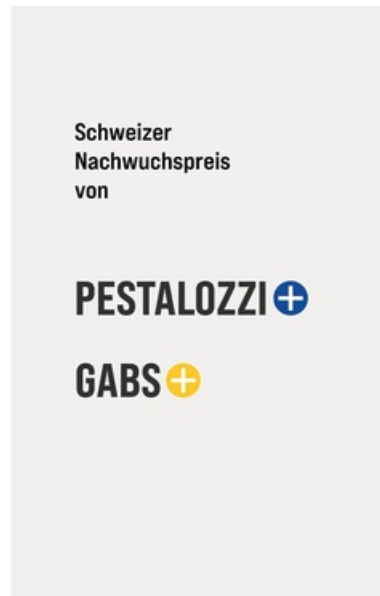 Schweizer
Nachwuchspreis
von
PESTALOZZI+
GABS+